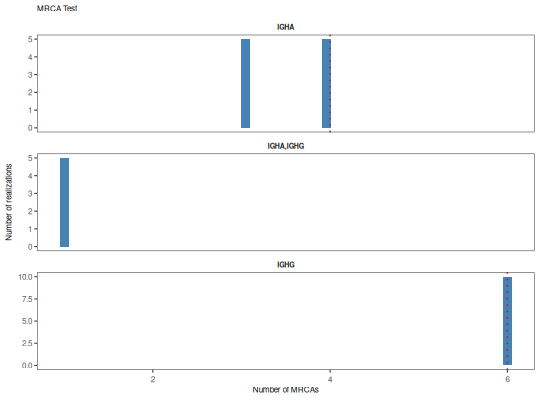 MRCA Test
IGHA
5
4
3
2
1
0
IGHA,IGHG
5
4
3
2
1
0
IGHG
10.0
7.5
5.0
2.5
0.0
2 4 6
Number of MRCAs
Number of realizations